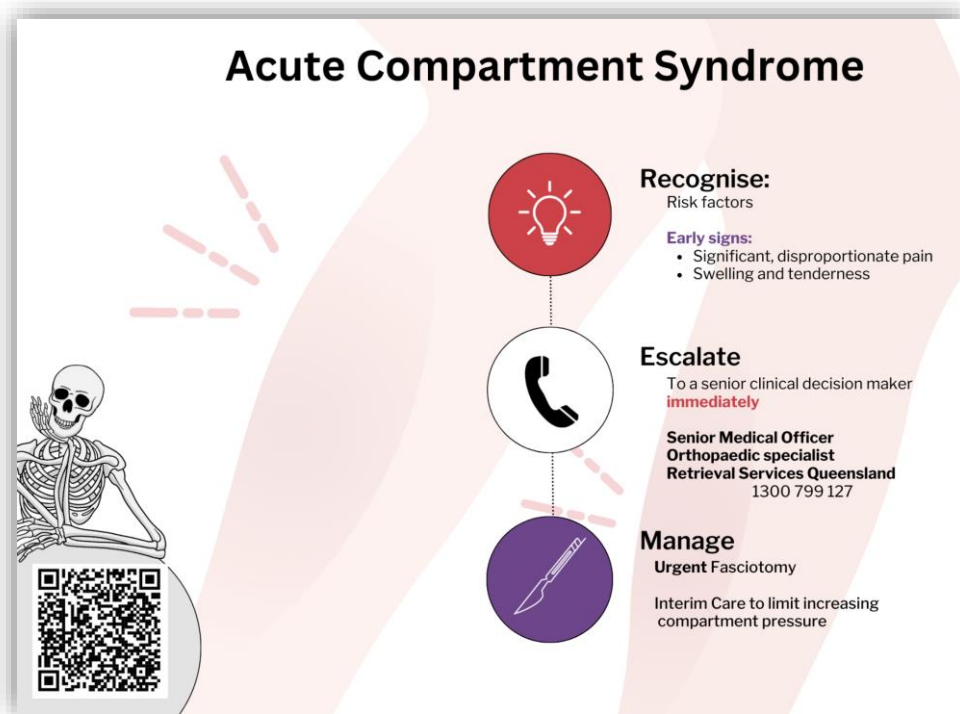 Acute Compartment Syndrome
Recognise:
Risk factors
Early signs:
• Significant, disproportionate pain
• Swelling and tenderness
Escalate
To a senior clinical decision maker
immediately
Senior Medical Officer
Orthopaedic specialist
Retrieval Services Queensland
1300 799 127
Manage
Urgent Fasciotomy
Interim Care to limit increasing
compartment pressure